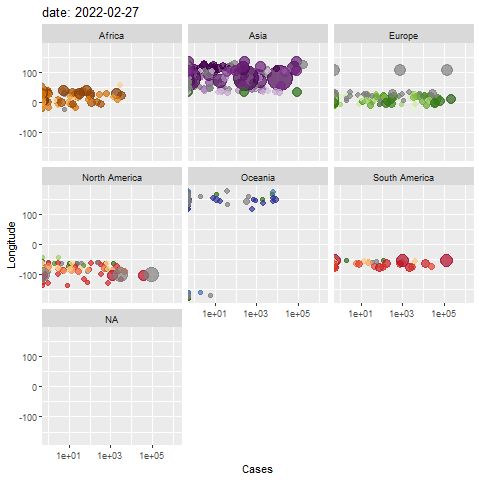 date: 2022-02-27
Africa
Asia
Europe
100
0
-100
North America
Oceania
South America
100
0
-100
Longitude
1e+01 1e+03 1e+05
1e+01 1e+03 1e+05
NA
100
0
-100
1e+01 1e+03 1e+05
Cases